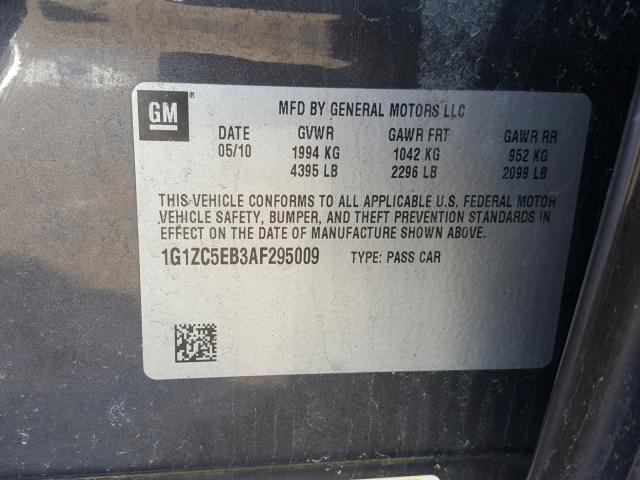 GM ® MFD BY GENERAL MOTORS LLC
DATE GVWR GAWR FRT GAWR RR
05/10 1994 KG 1042 KG 952 KG
4395 LB 2296 LB 2099 LB
THIS VEHICLE CONFORMS TO ALL APPLICABLE U.S. FEDERAL MOTOR
VEHICLE SAFETY, BUMPER, AND THEFT PREVENTION STANDARDS IN
EFFECT ON THE DATE OF MANUFACTURE SHOWN ABOVE.
1G1ZC5EB3AF295009 TYPE: PASS CAR